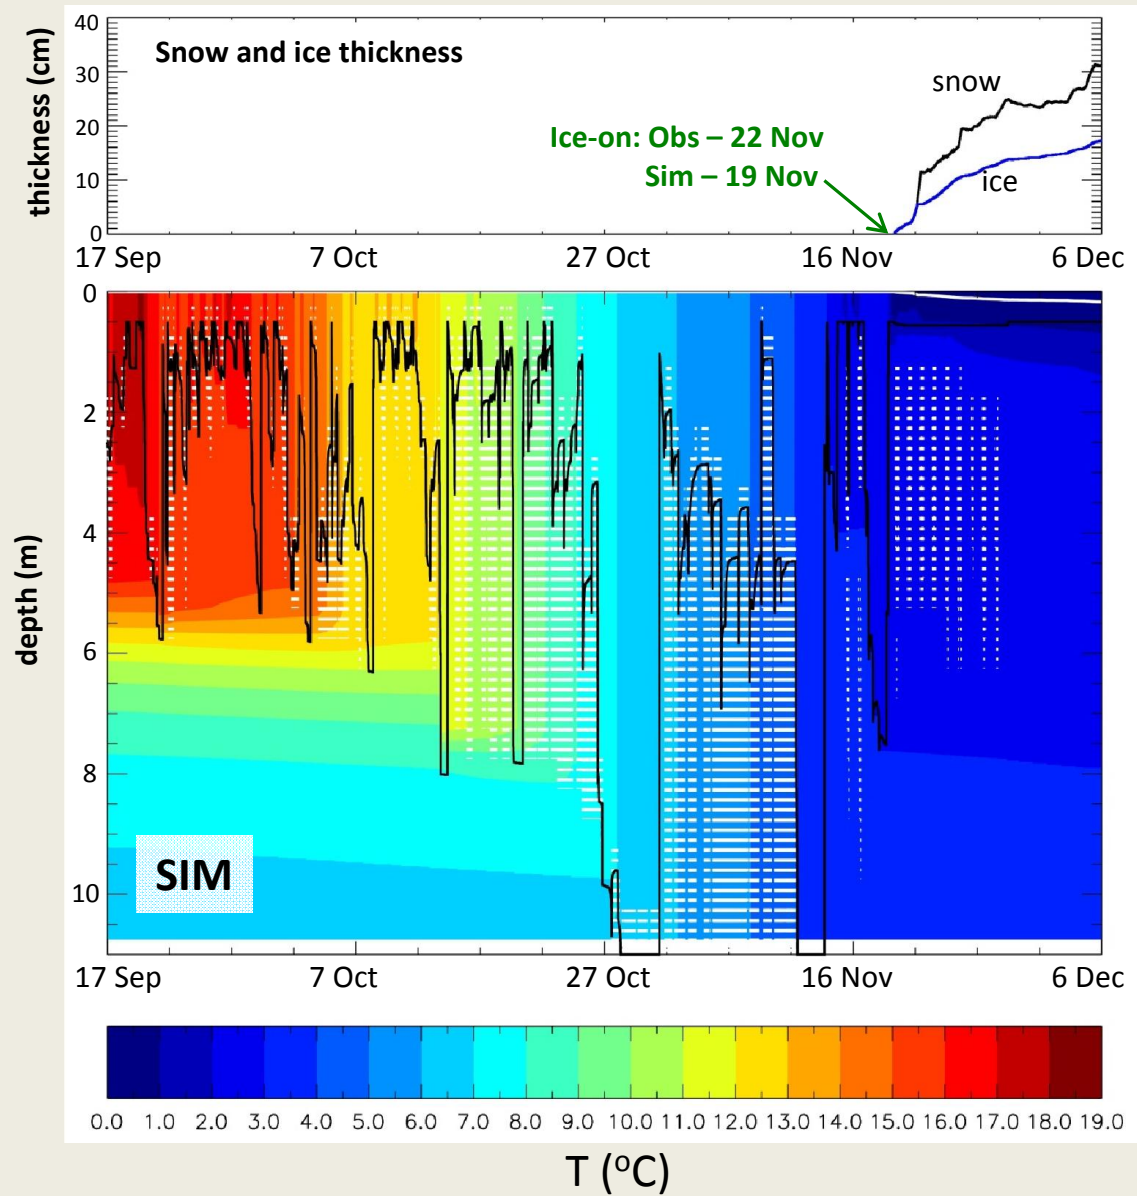 Snow and ice thickness
thickness (cm)
40
30
20
10
0
snow
ice
Ice-on: Obs – 22 Nov
Sim – 19 Nov
17 Sep 7 Oct 27 Oct 16 Nov 6 Dec
depth (m)
0
2
4
6
8
10
SIM
17 Sep 7 Oct 27 Oct 16 Nov 6 Dec
0.0 1.0 2.0 3.0 4.0 5.0 6.0 7.0 8.0 9.0 10.0 11.0 12.0 13.0 14.0 15.0 16.0 17.0 18.0 19.0
T (°C)